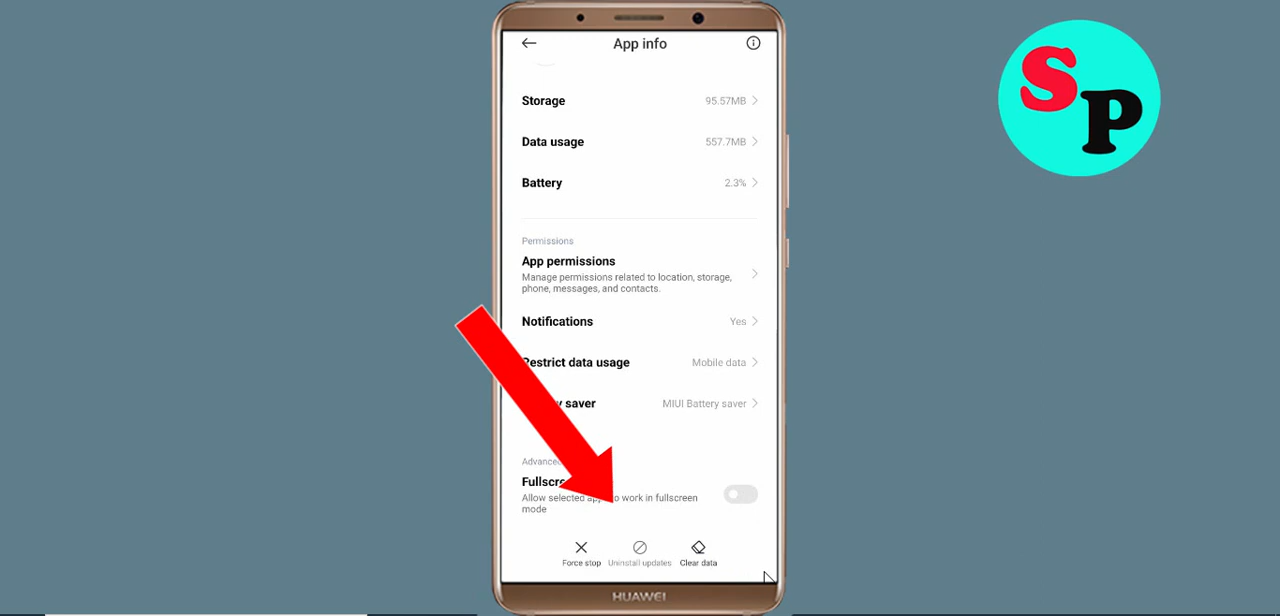 App info
SP
Storage 95.57MB
Data usage 557.7MB
Battery 2.3%
Permissions
App permissions
Manage permissions related to location, storage,
phone, messages, and contacts.
Notifications Yes
Restrict data usage Mobile data
saver MIUI Battery saver
Advanced
Allow selected to work in fullscreen
mode
Force stop Uninstall updates Clear data
HUAWEI